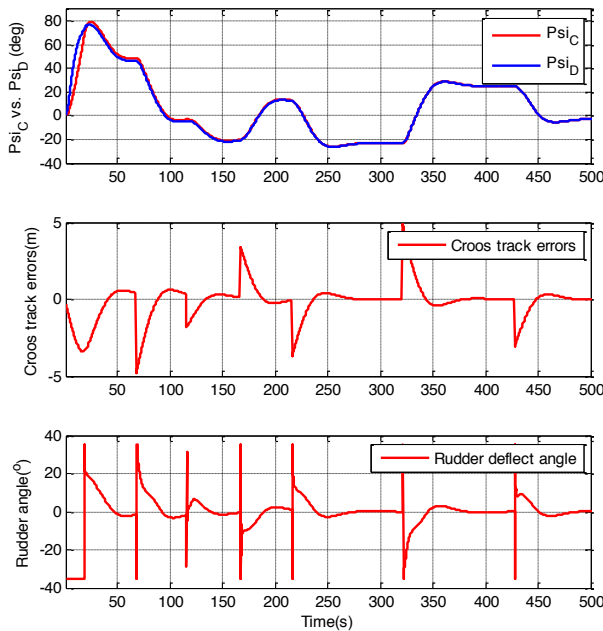 Psi_C vs. Psi_D (deg)
80
60
40
20
0
-20
-40
Psi_C
Psi_D
50 100 150 200 250 300 350 400 450 500
Croos track errors(m)
5
0
-5
Croos track errors
50 100 150 200 250 300 350 400 450 500
Rudder angle(º)
40
20
0
-20
-40
Rudder deflect angle
50 100 150 200 250 300 350 400 450 500
Time(s)